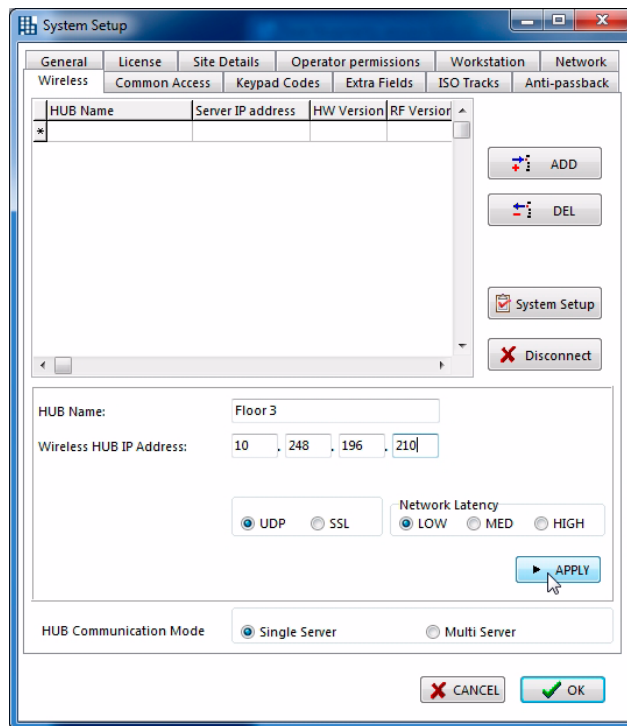 System Setup
General License Site Details Operator permissions Workstation Network
Wireless Common Access Keypad Codes Extra Fields ISO Tracks Anti-passback
HUB Name Server IP address HW Version RF Version
*
ADD
DEL
System Setup
Disconnect
HUB Name: Floor 3
Wireless HUB IP Address: 10 . 248 . 196 . 210
Network Latency
UDP SSL LOW MED HIGH
APPLY
HUB Communication Mode Single Server Multi Server
CANCEL OK